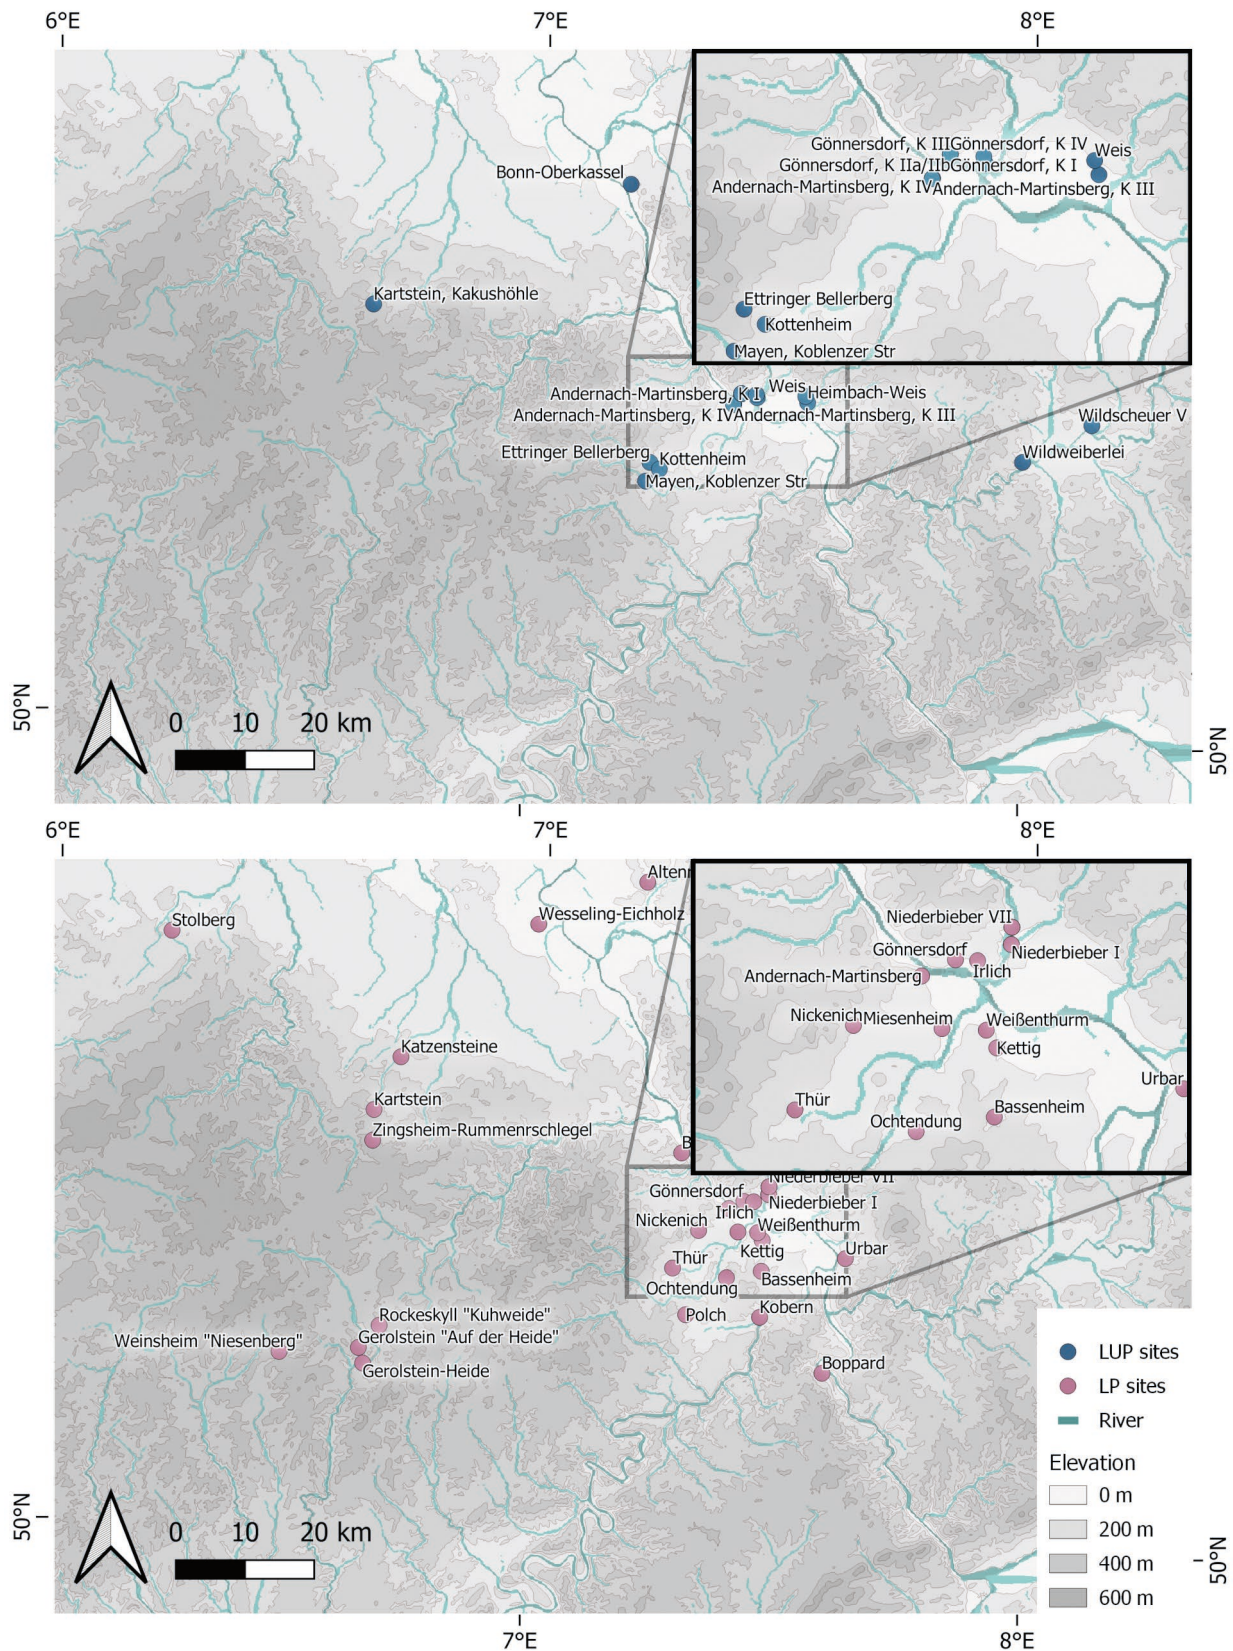 6°E 7°E 8°E
Gönnersdorf, K III Gönnersdorf, K IV
Weis
Gönnersdorf, K IIa/IIb Gönnersdorf, K I
Andernach-Martinsberg, K IV Andernach-Martinsberg, K III
Bonn-Oberkassel
Kartstein, Kakushöhle
Ettringer Bellerberg
Kottenheim
Mayen, Koblenzer Str
Andernach-Martinsberg, K I
Weis
Heimbach-Weis
Andernach-Martinsberg, K IV Andernach-Martinsberg, K III
Wildscheuer V
Ettringer Bellerberg
Kottenheim
Wildweiberlei
Mayen, Koblenzer Str
50°N
0 10 20 km
50°N
6°E 7°E 8°E
Stolberg
Wesseling-Eichholz
Niederbieber VII
Gönnersdorf
Niederbieber I
Andernach-Martinsberg
Irlich
Nickenich Miesenheim
Weißenthurm
Kettig
Urbar
Thür
Bassenheim
Ochtendung
Katzensteine
Kartstein
Zingsheim-Rummenrschlegel
B
Niederbieber VII
Gönnersdorf
Niederbieber I
Irlich
Nickenich
Weißenthurm
Kettig
Urbar
Thür
Ochtendung
Bassenheim
Polch
Kobern
Rockeskyll "Kuhweide"
Weinsheim "Niesenberg"
Gerolstein "Auf der Heide"
Gerolstein-Heide
Boppard
LUP sites
LP sites
River
Elevation
0 m
200 m
400 m
600 m
50°N
0 10 20 km
50°N
7°E 8°E